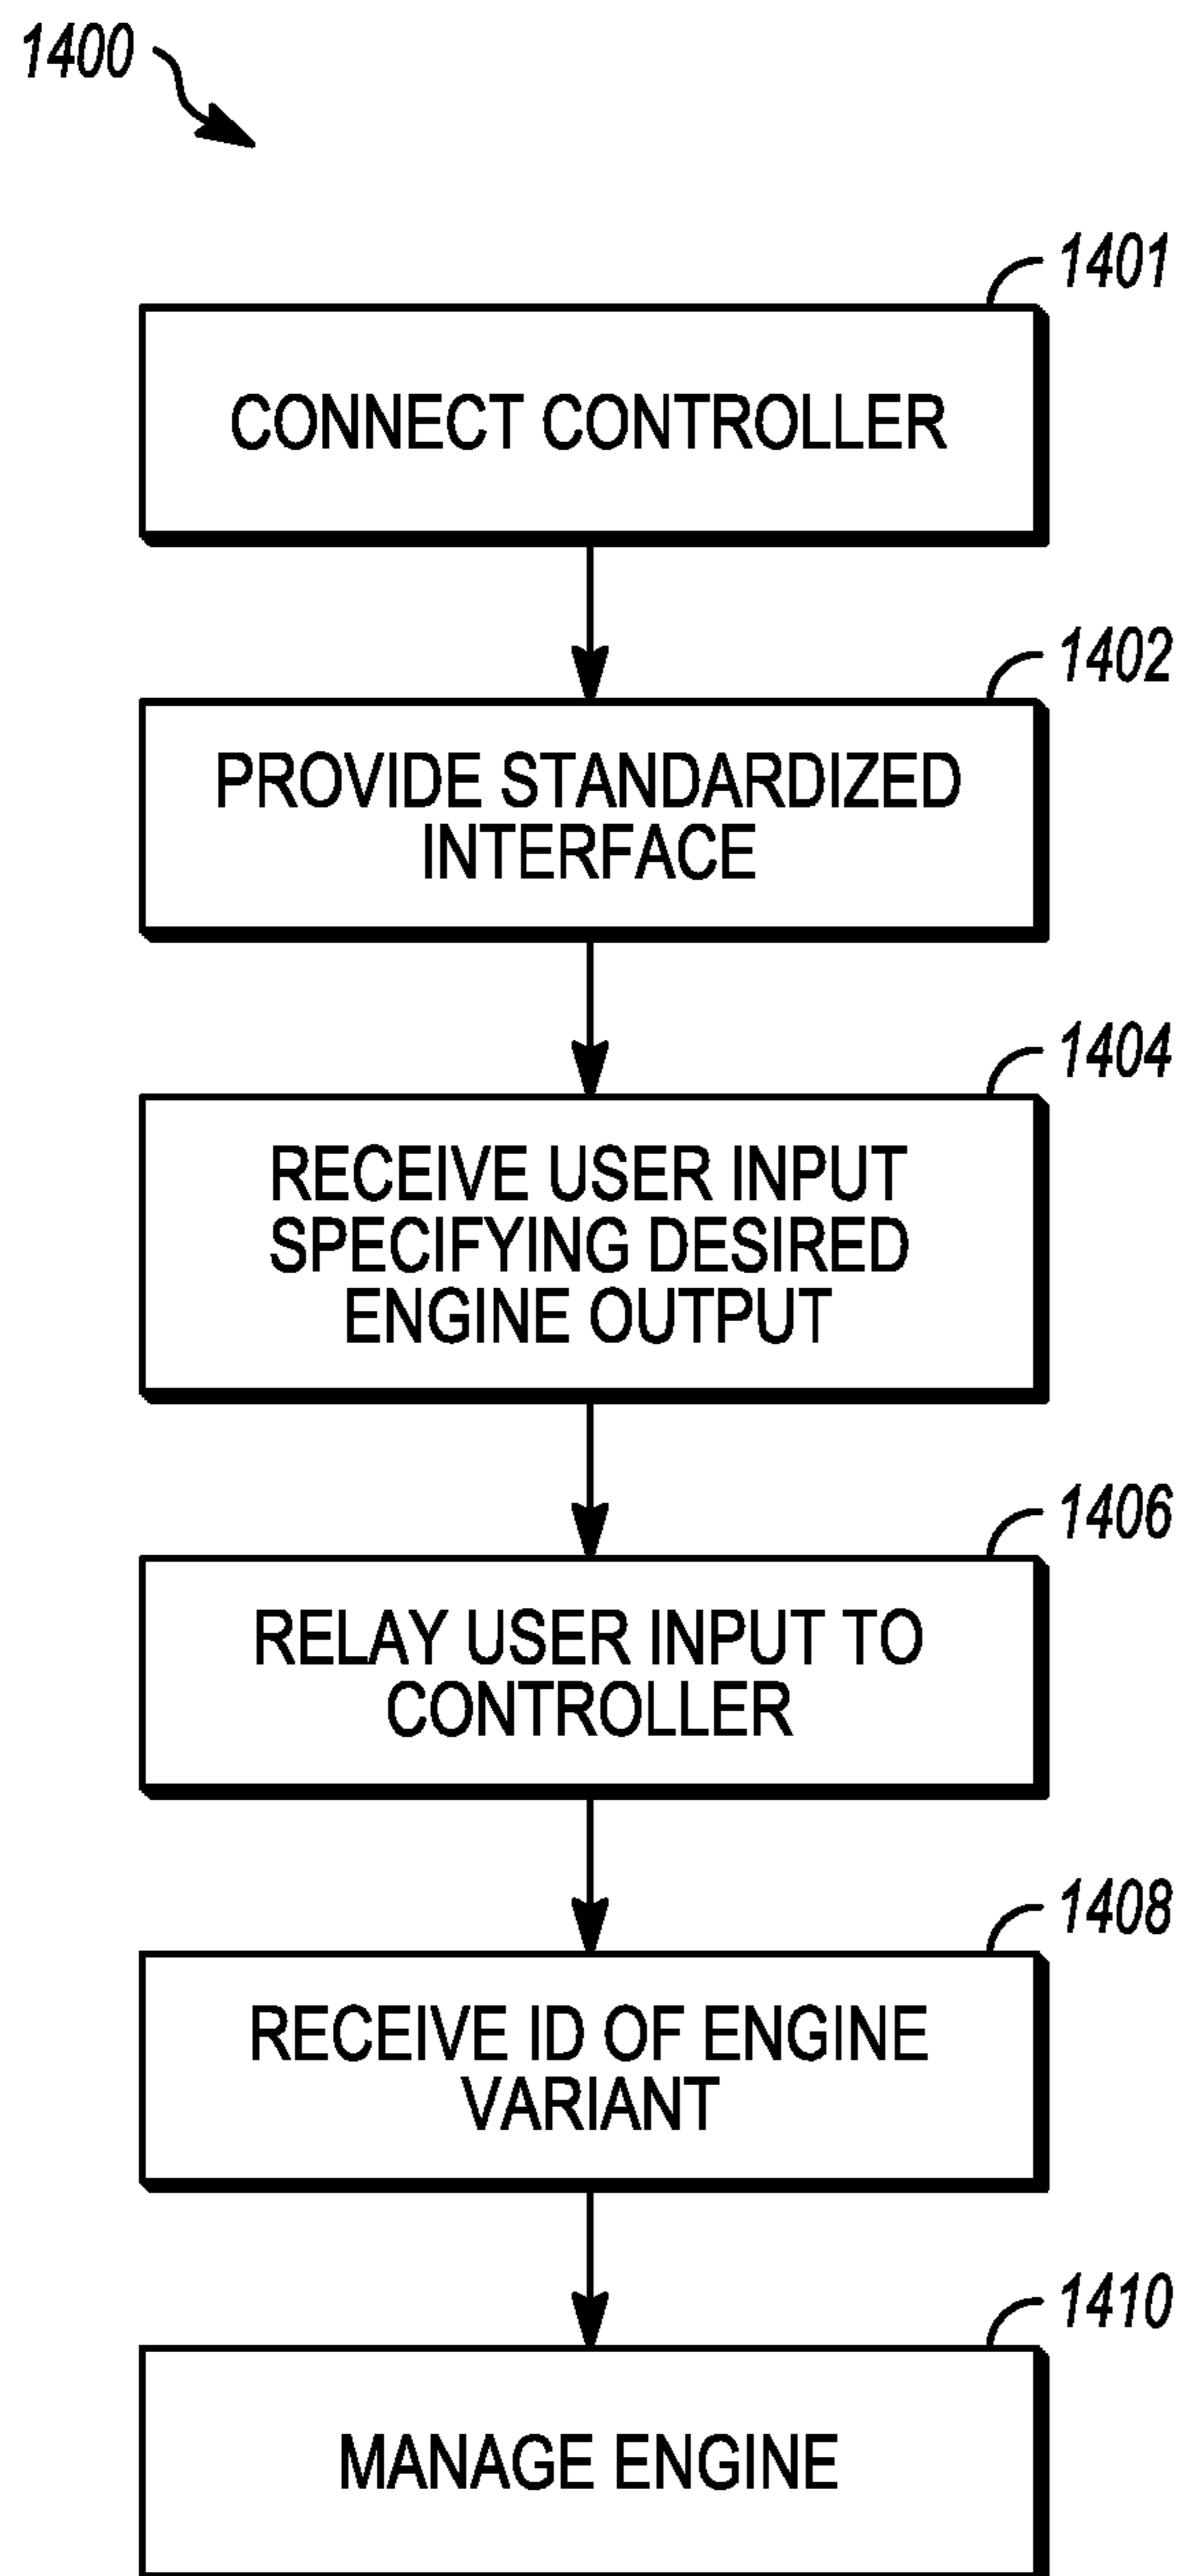 1400
1401
CONNECT CONTROLLER
1402
PROVIDE STANDARDIZED
INTERFACE
1404
RECEIVE USER INPUT
SPECIFYING DESIRED
ENGINE OUTPUT
1406
RELAY USER INPUT TO
CONTROLLER
1408
RECEIVE ID OF ENGINE
VARIANT
1410
MANAGE ENGINE